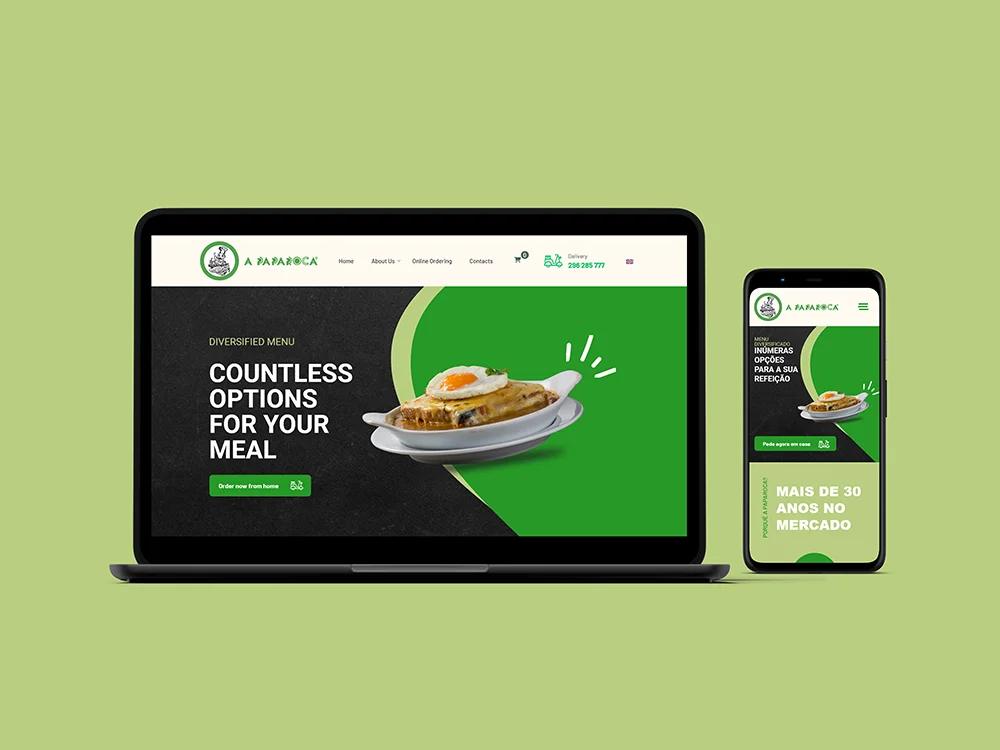 A PAPAROCA
Home
About Us
Online Ordering
Contacts
0
Delivery
296 285 777
DIVERSIFIED MENU
COUNTLESS
OPTIONS
FOR YOUR
MEAL
Order now from home
A PAPAROCA
MENU
DIVERSIFICADO
INÚMERAS
OPÇÕES
PARA A SUA
REFEIÇÃO
Pede agora em casa
PORQUÊ A PAPAROCA?
MAIS DE 30
ANOS NO
MERCADO